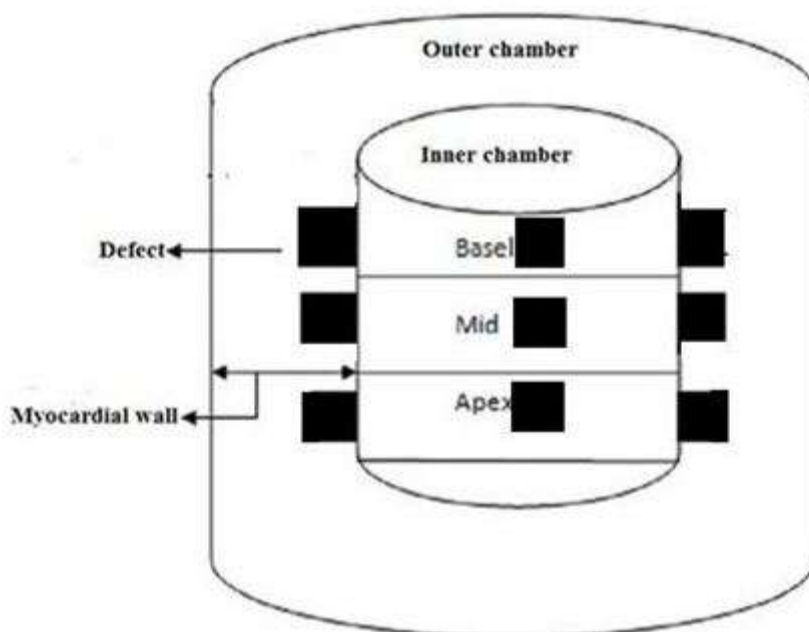 Outer chamber
Inner chamber
Defect
Basel
Mid
Apex
Myocardial wall